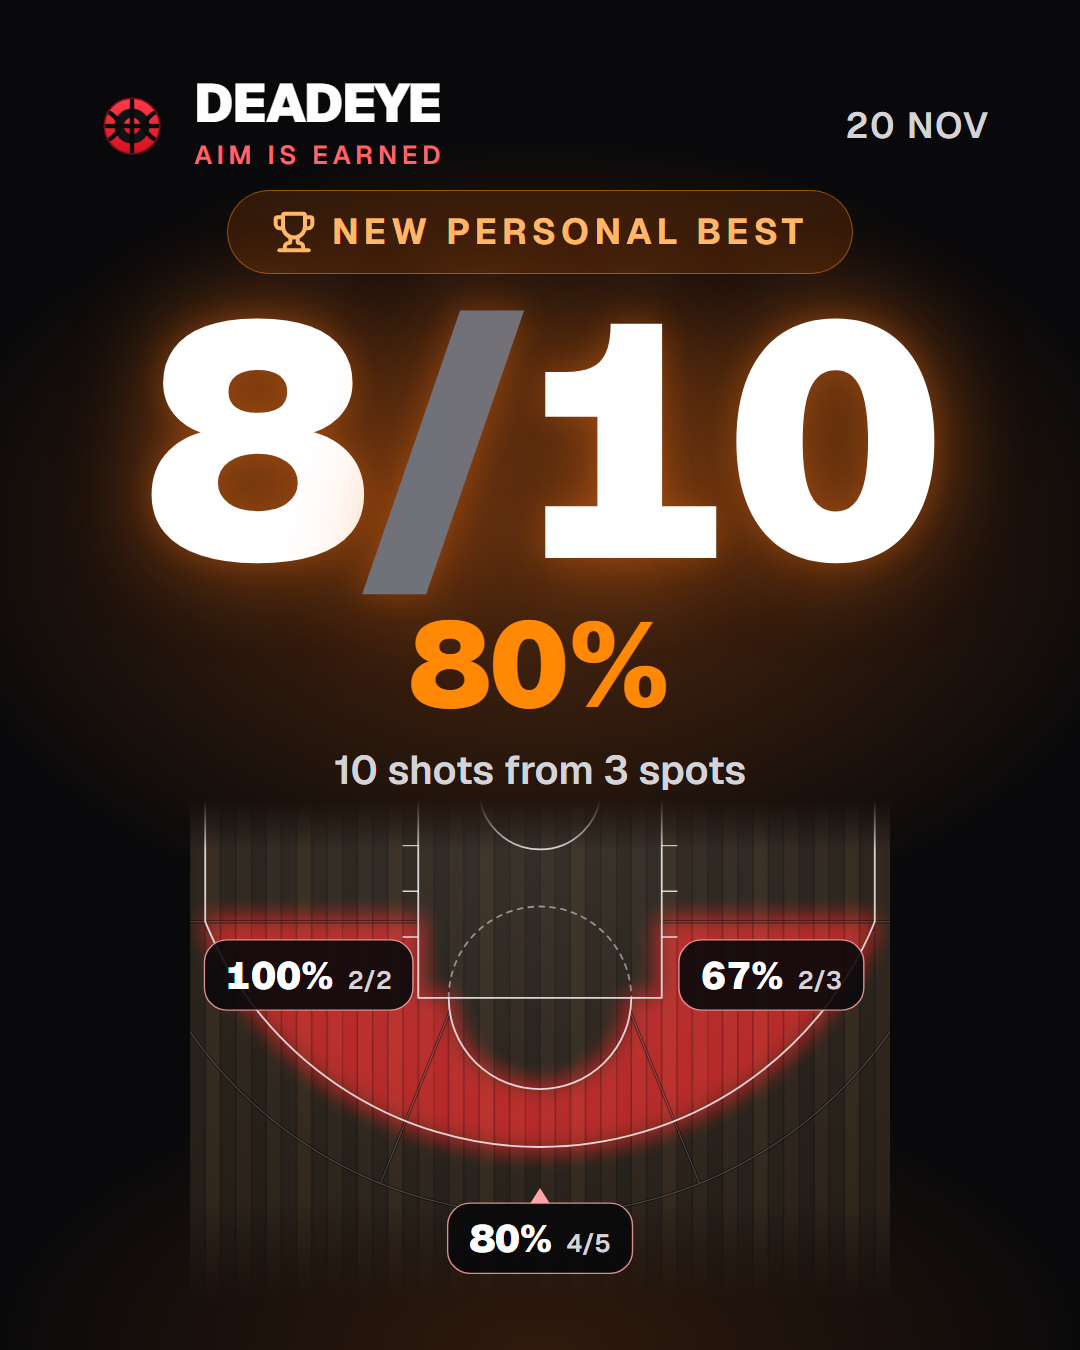 DEADEYE
AIM IS EARNED
20 NOV
NEW PERSONAL BEST
8/10
80%
10 shots from 3 spots
100% 2/2
67% 2/3
80% 4/5